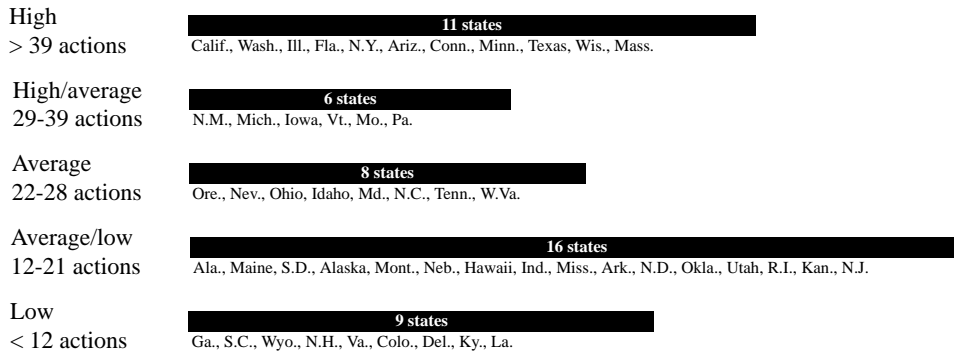 High
> 39 actions
11 states
Calif., Wash., Ill., Fla., N.Y., Ariz., Conn., Minn., Texas, Wis., Mass.
High/average
29-39 actions
6 states
N.M., Mich., Iowa, Vt., Mo., Pa.
Average
22-28 actions
8 states
Ore., Nev., Ohio, Idaho, Md., N.C., Tenn., W.Va.
Average/low
12-21 actions
16 states
Ala., Maine, S.D., Alaska, Mont., Neb., Hawaii, Ind., Miss., Ark., N.D., Okla., Utah, R.I., Kan., N.J.
Low
< 12 actions
9 states
Ga., S.C., Wyo., N.H., Va., Colo., Del., Ky., La.